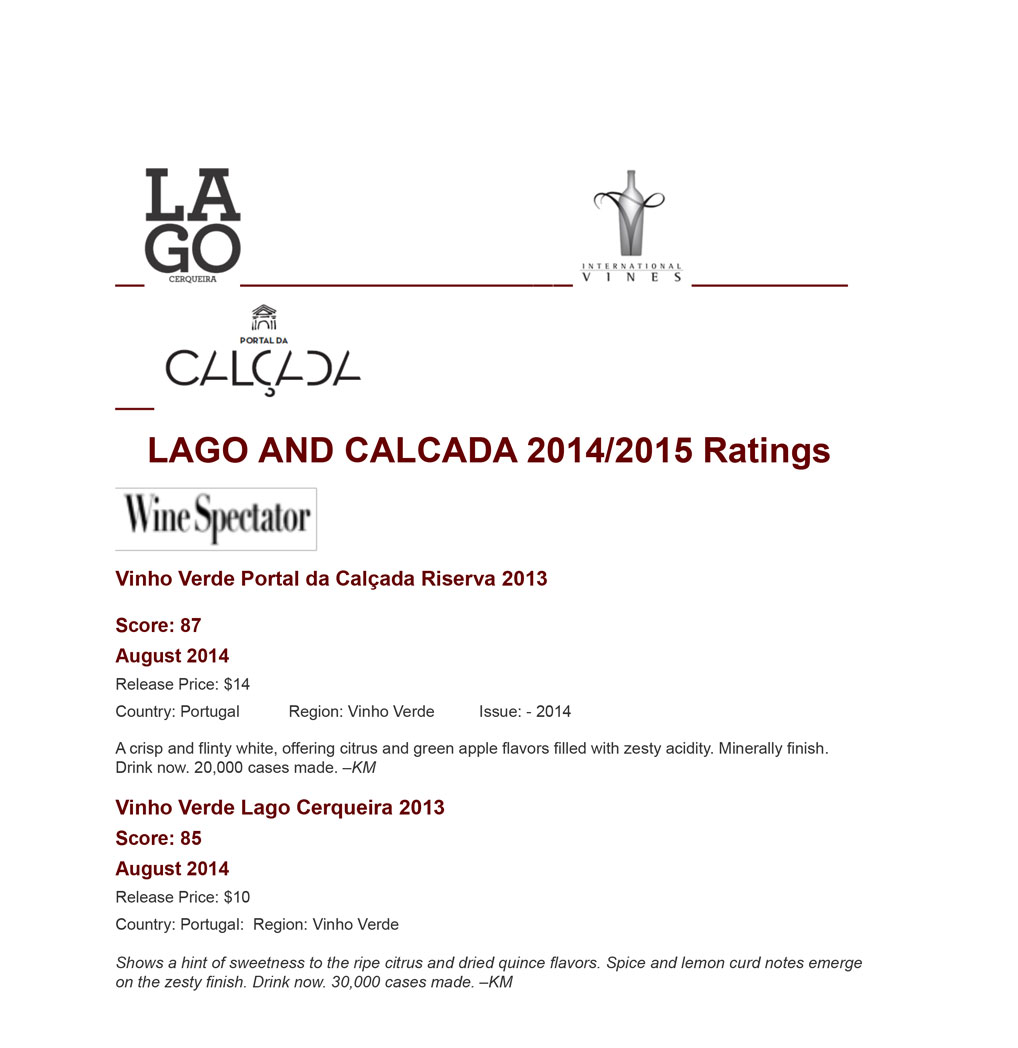 LA
GO
CERQUEIRA
INTERNATIONAL
VINES
PORTAL DA
CALÇADA
LAGO AND CALCADA 2014/2015 Ratings
Wine Spectator
Vinho Verde Portal da Calçada Riserva 2013
Score: 87
August 2014
Release Price: $14
Country: Portugal Region: Vinho Verde Issue: - 2014
A crisp and flinty white, offering citrus and green apple flavors filled with zesty acidity. Minerally finish.
Drink now. 20,000 cases made. –KM
Vinho Verde Lago Cerqueira 2013
Score: 85
August 2014
Release Price: $10
Country: Portugal: Region: Vinho Verde
Shows a hint of sweetness to the ripe citrus and dried quince flavors. Spice and lemon curd notes emerge
on the zesty finish. Drink now. 30,000 cases made. –KM